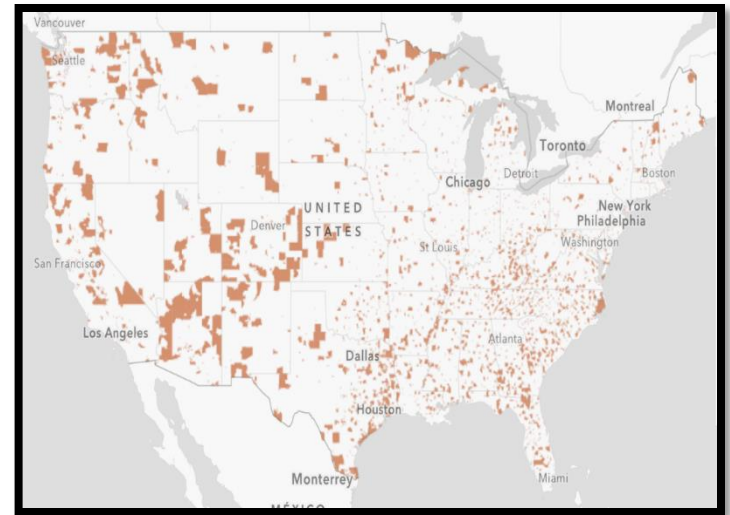 Vancouver
Seattle
Montreal
Toronto
Chicago
Detroit
Boston
UNITED
STATES
New York
Philadelphia
Denver
Washington
St Louis
San Francisco
Los Angeles
Atlanta
Dallas
Houston
Monterrey
Miami
MÉXICO